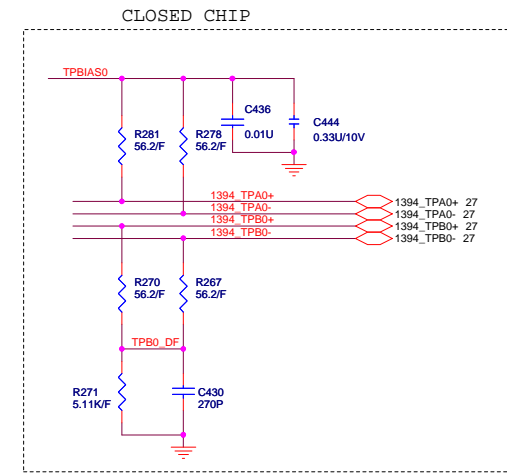 CLOSED CHIP
TPBIAS0
C436
0.01U
C444
0.33U/10V
R281
56.2/F
R278
56.2/F
1394_TPA0+
1394_TPA0-
1394_TPB0+
1394_TPB0-
1394_TPA0+ 27
1394_TPA0- 27
1394_TPB0+ 27
1394_TPB0- 27
R270
56.2/F
R267
56.2/F
TPB0_DF
R271
5.11K/F
C430
270P